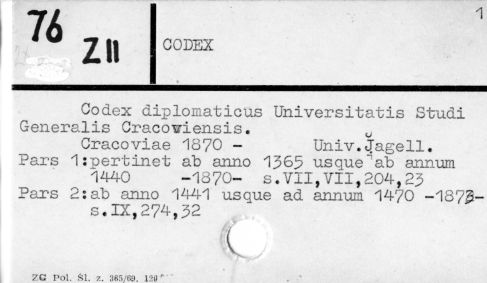 1
76
Z II
CODEX
Codex diplomaticus Universitatis Studi
Generalis Cracoviensis.
Cracoviae 1870 - Univ.Jagell.
Pars 1:pertinet ab anno 1365 usque ab annum
1440 -1870- s.VII,VII,204,23
Pars 2:ab anno 1441 usque ad annum 1470 -1873-
s.IX,274,32
ZG Pol. Śl. z. 365/69.